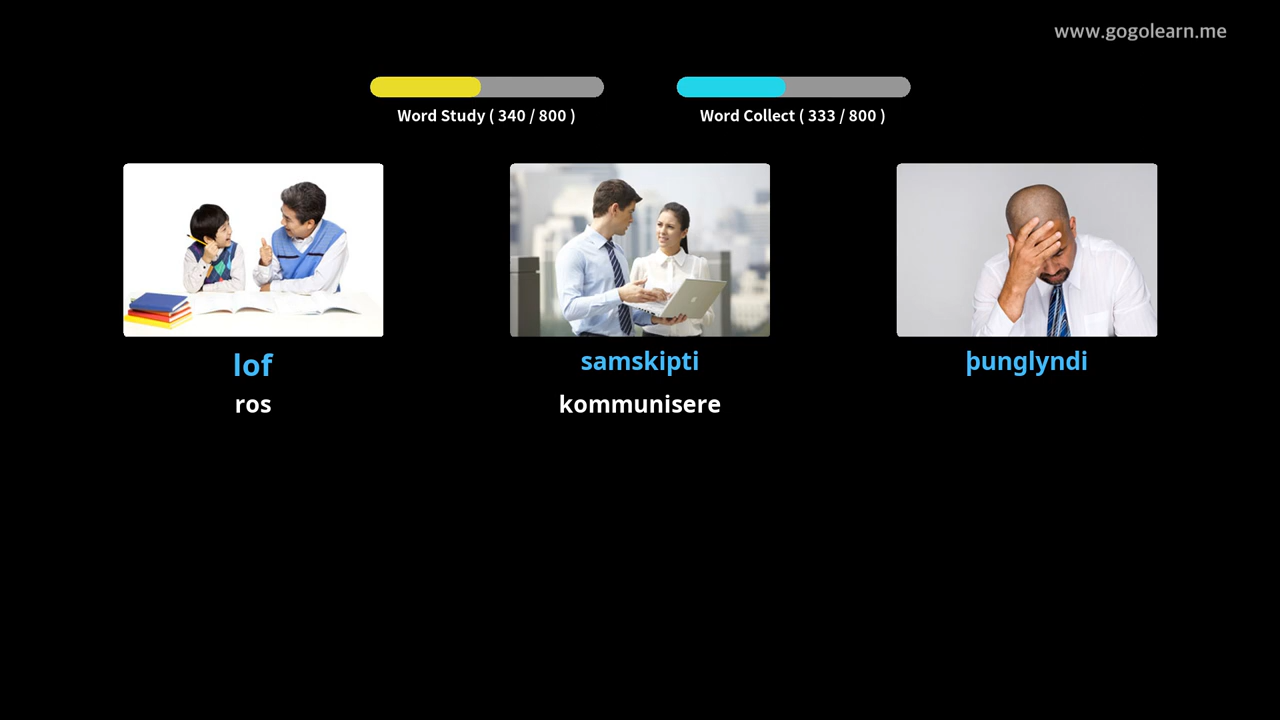 www.gogolearn.me
Word Study ( 340 / 800 )
Word Collect ( 333 / 800 )
lof
samskipti
þunglyndi
ros
kommunisere